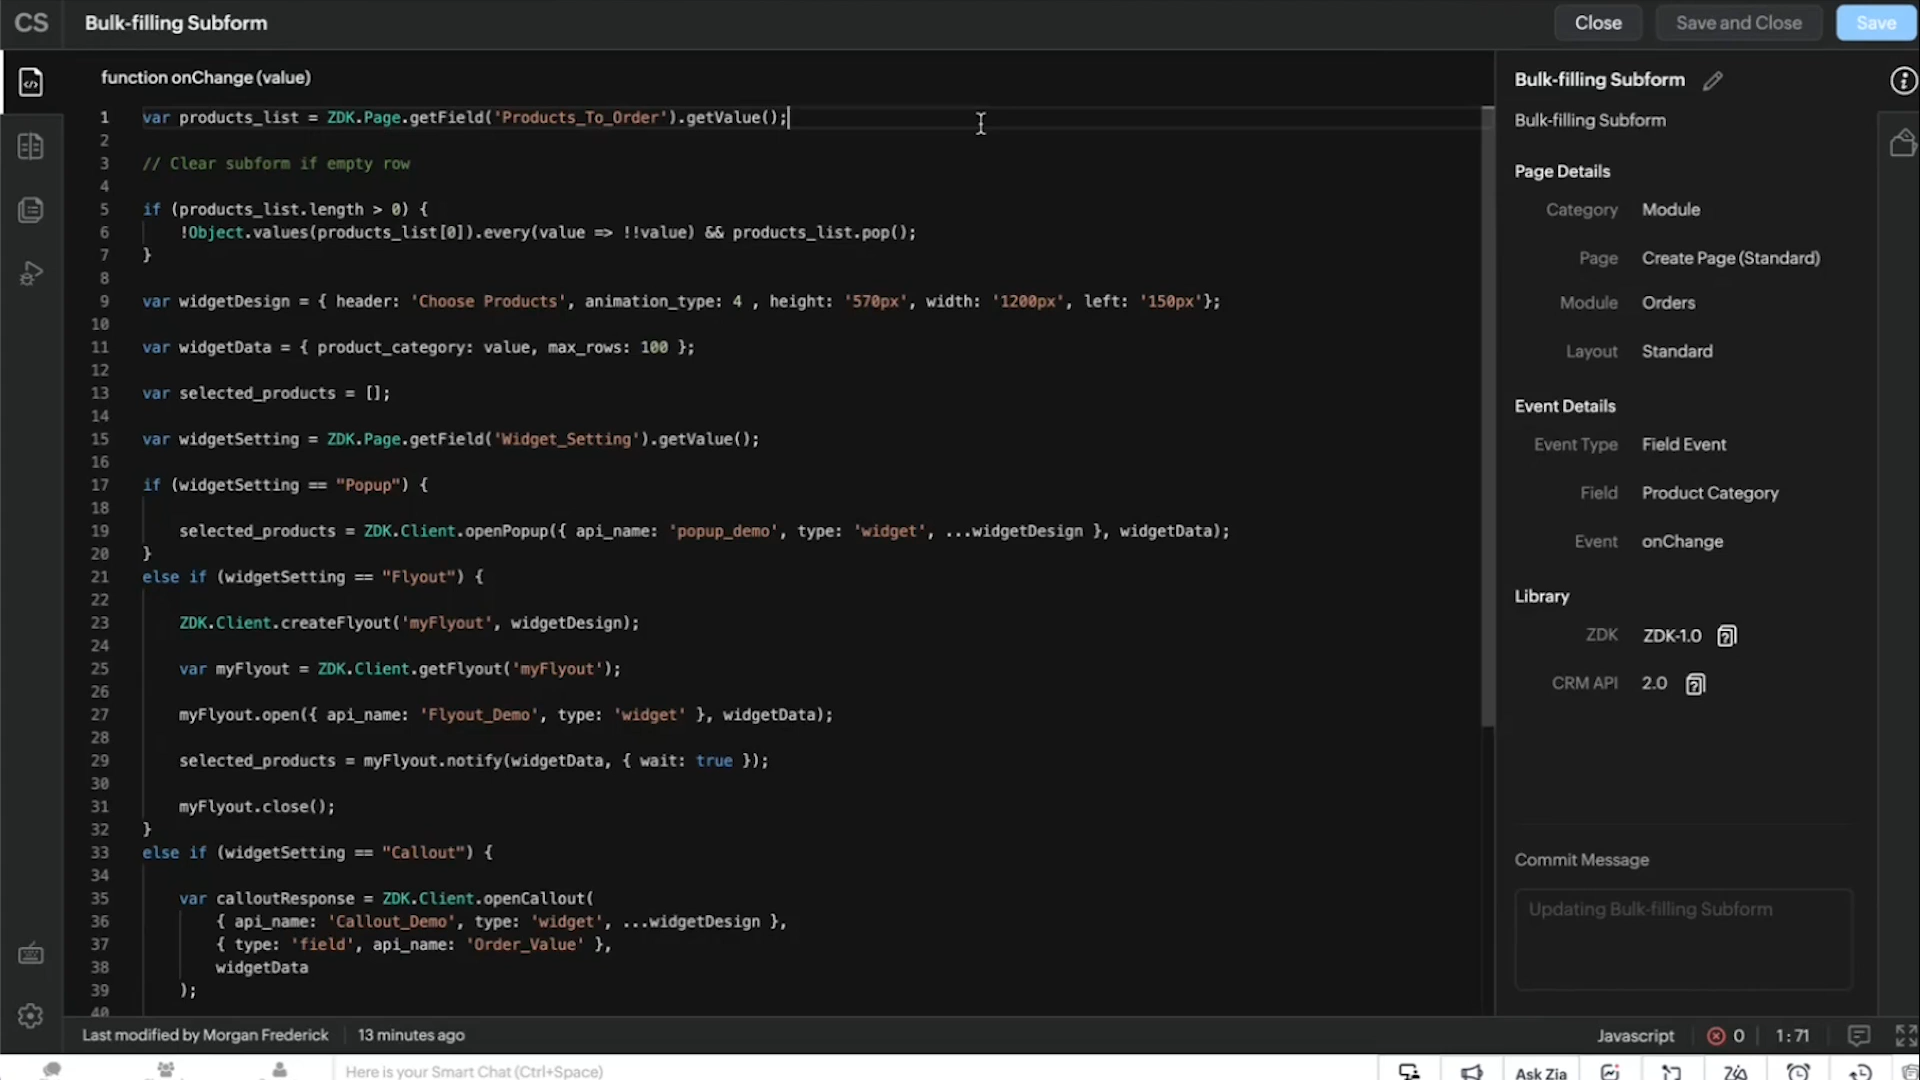 CS Bulk-filling Subform Close Save and Close Save
function onChange (value)
1 var products_list = ZDK.Page.getField('Products_To_Order').getValue();
2
3 // Clear subform if empty row
4
5 if (products_list.length > 0) {
6 !Object.values(products_list[0]).every(value => !!value) && products_list.pop();
7 }
8
9 var widgetDesign = { header: 'Choose Products', animation_type: 4 , height: '570px', width: '1200px', left: '150px'};
10
11 var widgetData = { product_category: value, max_rows: 100 };
12
13 var selected_products = [];
14
15 var widgetSetting = ZDK.Page.getField('Widget_Setting').getValue();
16
17 if (widgetSetting == "Popup") {
18
19 selected_products = ZDK.Client.openPopup({ api_name: 'popup_demo', type: 'widget', ...widgetDesign }, widgetData);
20 }
21 else if (widgetSetting == "Flyout") {
22
23 ZDK.Client.createFlyout('myFlyout', widgetDesign);
24
25 var myFlyout = ZDK.Client.getFlyout('myFlyout');
26
27 myFlyout.open({ api_name: 'Flyout_Demo', type: 'widget' }, widgetData);
28
29 selected_products = myFlyout.notify(widgetData, { wait: true });
30
31 myFlyout.close();
32 }
33 else if (widgetSetting == "Callout") {
34
35 var calloutResponse = ZDK.Client.openCallout(
36 { api_name: 'Callout_Demo', type: 'widget', ...widgetDesign },
37 { type: 'field', api_name: 'Order_Value' },
38 widgetData
39 );
40
Bulk-filling Subform
Bulk-filling Subform
Page Details
Category Module
Page Create Page (Standard)
Module Orders
Layout Standard
Event Details
Event Type Field Event
Field Product Category
Event onChange
Library
ZDK ZDK-1.0
CRM API 2.0
Commit Message
Updating Bulk-filling Subform
Last modified by Morgan Frederick 13 minutes ago Javascript 0 1:71
Here is your Smart Chat (Ctrl+Space) Ask Zia